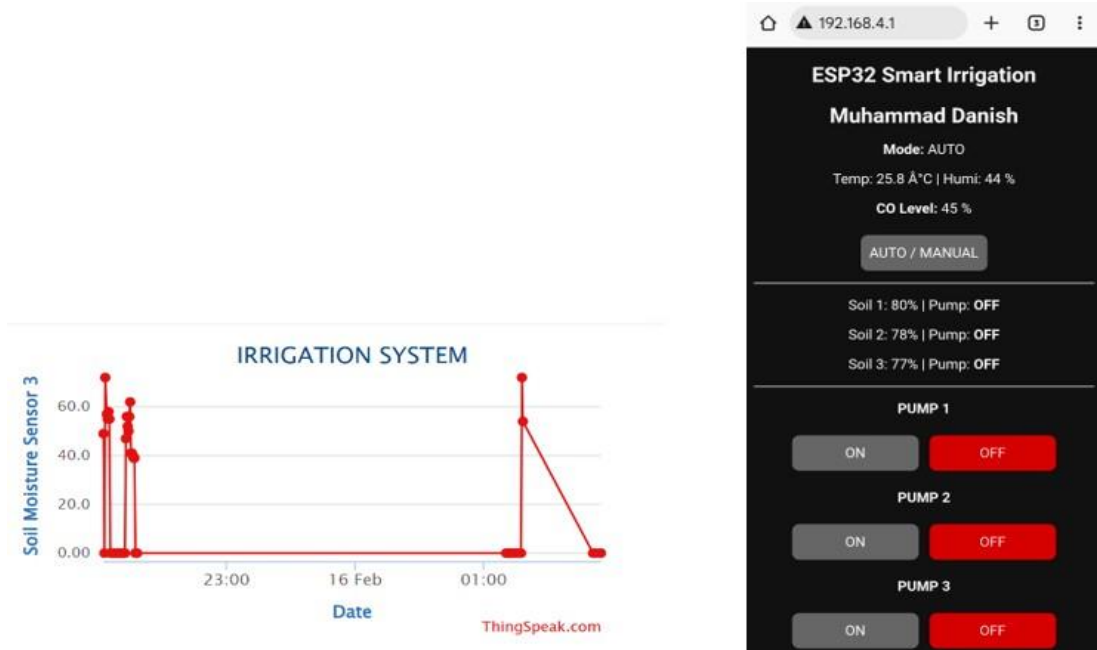 IRRIGATION SYSTEM
Soil Moisture Sensor 3
60.0
40.0
20.0
0.00
23:00
16 Feb
01:00
Date
ThingSpeak.com
192.168.4.1
3
ESP32 Smart Irrigation
Muhammad Danish
Mode: AUTO
Temp: 25.8 Â°C | Humi: 44 %
CO Level: 45 %
AUTO / MANUAL
Soil 1: 80% | Pump: OFF
Soil 2: 78% | Pump: OFF
Soil 3: 77% | Pump: OFF
PUMP 1
ON OFF
PUMP 2
ON OFF
PUMP 3
ON OFF